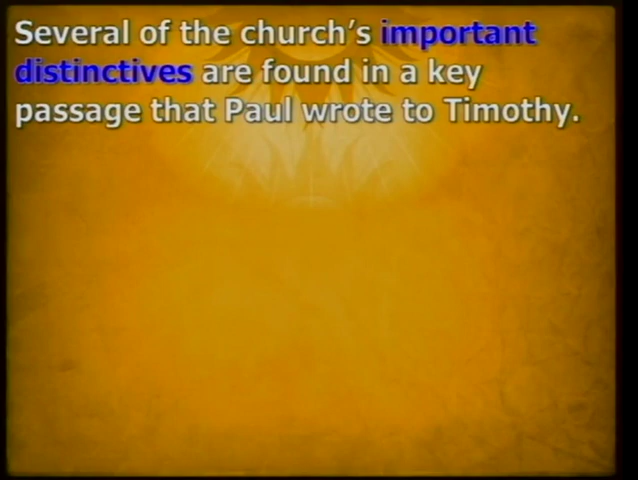 Several of the church's important
distinctives are found in a key
passage that Paul wrote to Timothy.